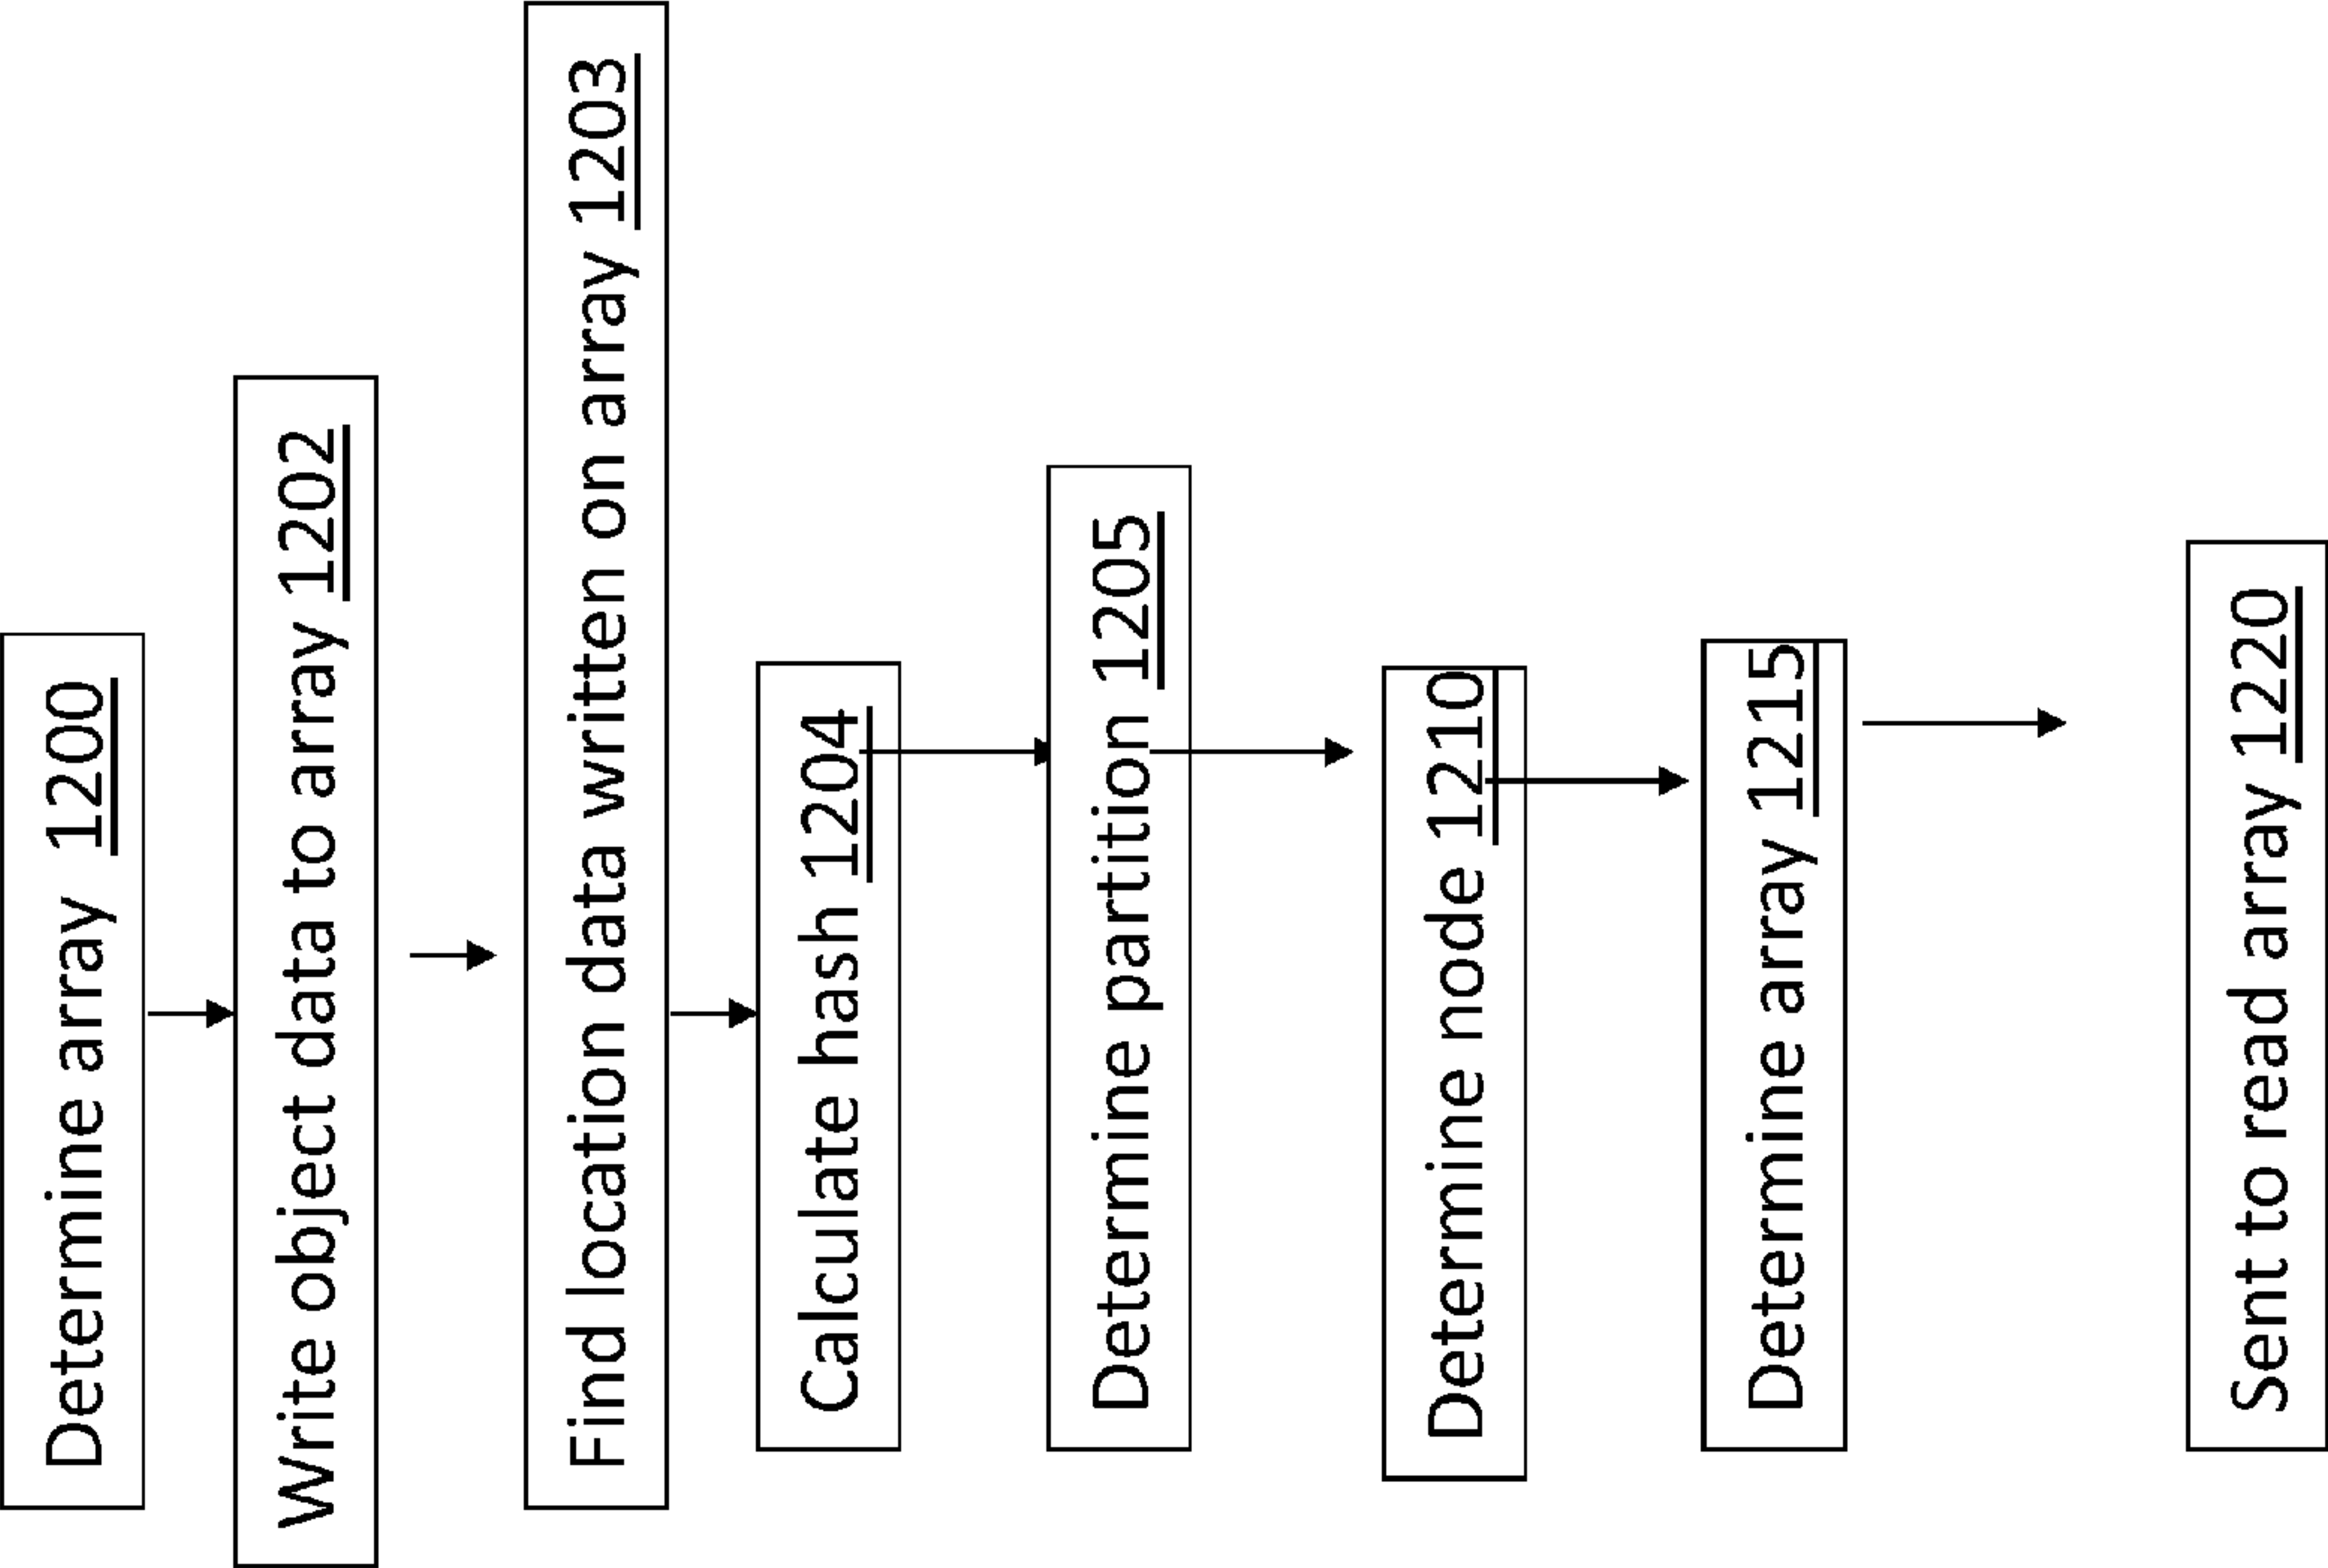 Determine array 1200
Write object data to array 1202
Find location data written on array 1203
Calculate hash 1204
Determine partition 1205
Determine node 1210
Determine array 1215
Sent to read array 1220